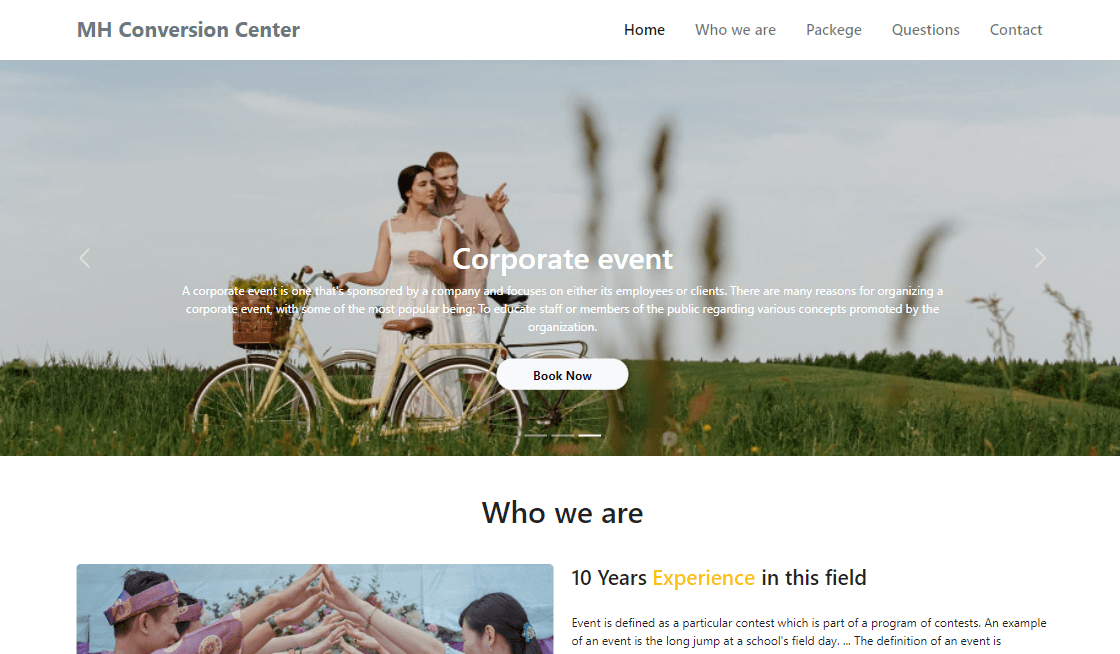 MH Conversion Center
Home Who we are Packege Questions Contact
Corporate event
A corporate event is one that's sponsored by a company and focuses on either its employees or clients. There are many reasons for organizing a
corporate event, with some of the most popular being: To educate staff or members of the public regarding various concepts promoted by the
organization.
Book Now
Who we are
10 Years Experience in this field
Event is defined as a particular contest which is part of a program of contests. An example
of an event is the long jump at a school's field day. ... The definition of an event is